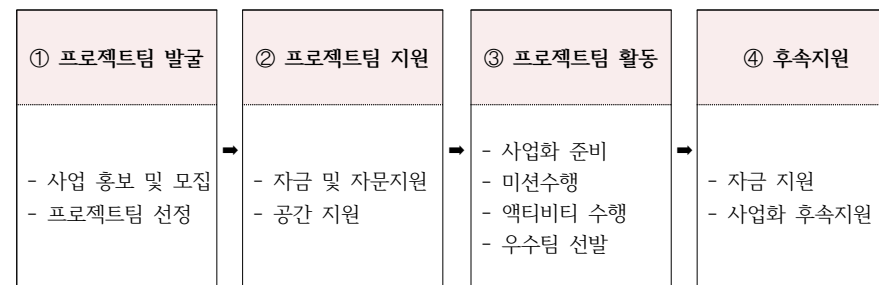 ① 프로젝트팀 발굴
- 사업 홍보 및 모집
- 프로젝트팀 선정
➡
② 프로젝트팀 지원
- 자금 및 자문지원
- 공간 지원
➡
③ 프로젝트팀 활동
- 사업화 준비
- 미션수행
- 액티비티 수행
- 우수팀 선발
➡
④ 후속지원
- 자금 지원
- 사업화 후속지원